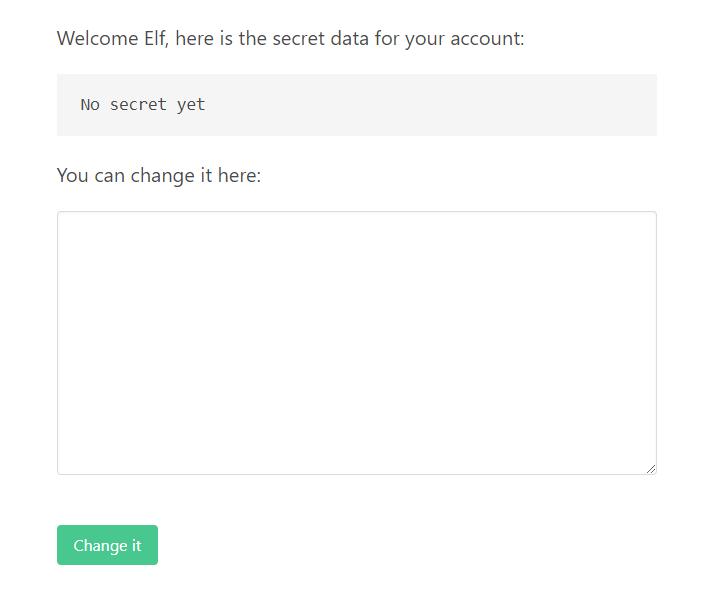 Welcome Elf, here is the secret data for your account:
No secret yet
You can change it here:
Change it